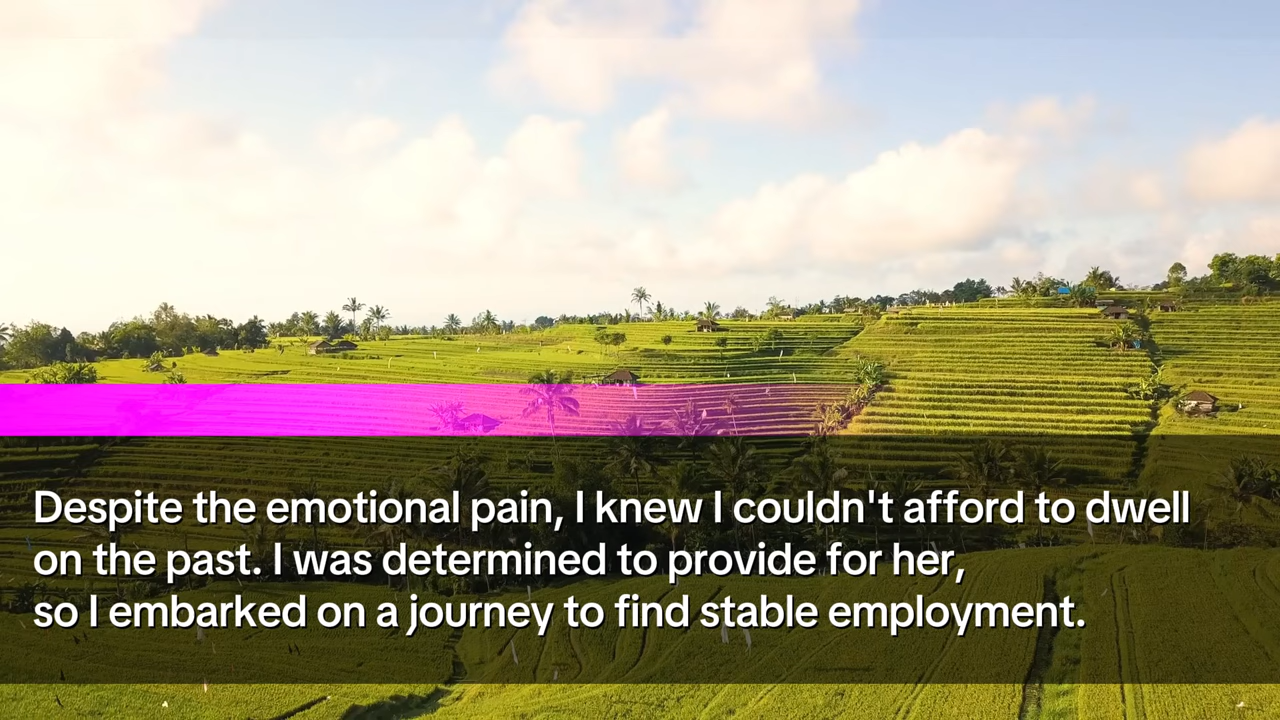 Despite the emotional pain, I knew I couldn't afford to dwell
on the past. I was determined to provide for her,
so I embarked on a journey to find stable employment.